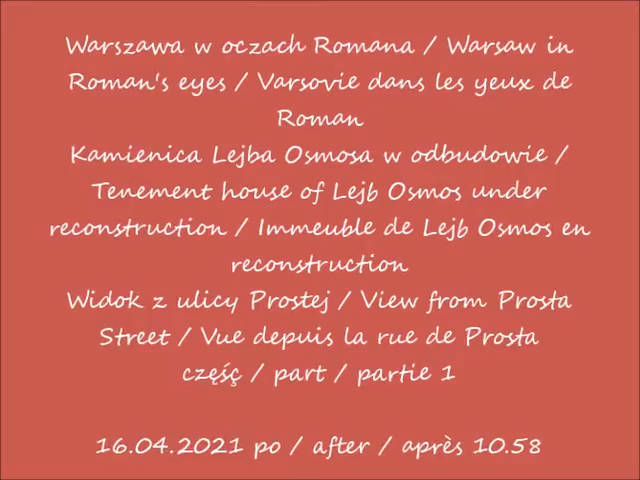 Warszawa w oczach Romana / Warsaw in
Roman's eyes / Varsovie dans les yeux de
Roman
Kamienica Lejba Osmosa w odbudowie /
Tenement house of Lejb Osmos under
reconstruction / Immeuble de Lejb Osmos en
reconstruction
Widok z ulicy Prostej / View from Prosta
Street / Vue depuis la rue de Prosta
częśç / part / partie 1
16.04.2021 po / after / après 10.58